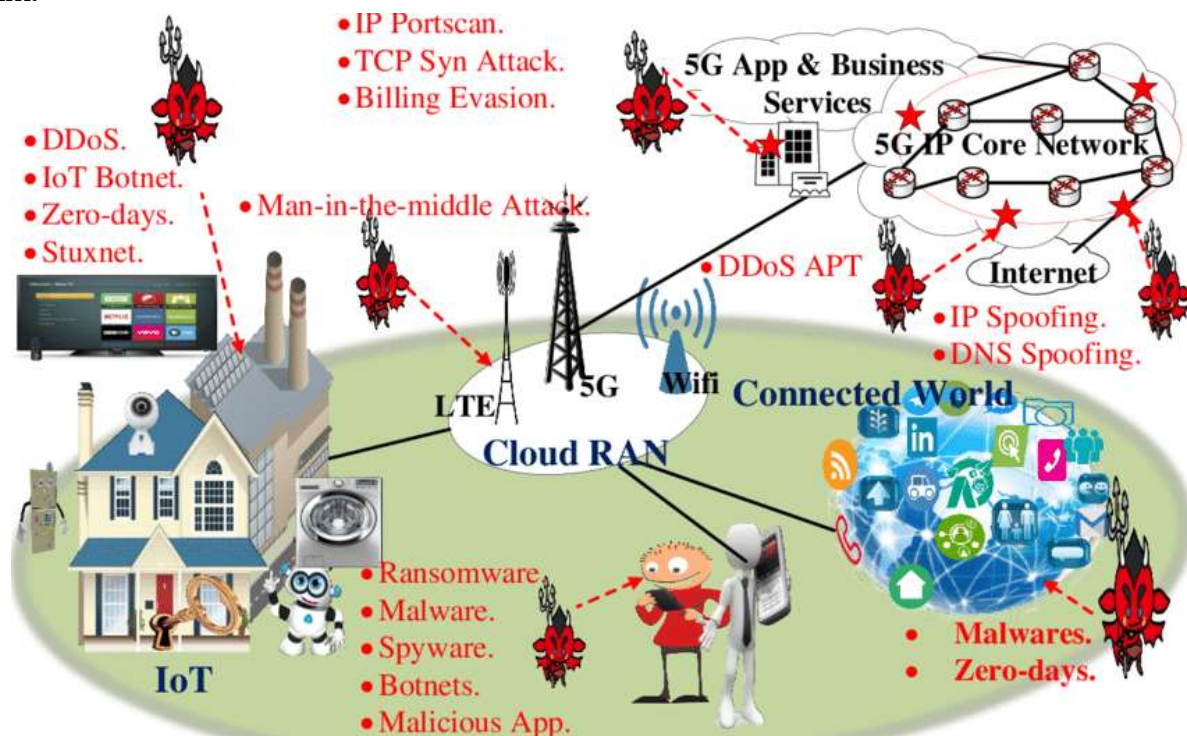 • IP Portscan.
• TCP Syn Attack.
• Billing Evasion.
5G App & Business
Services
5G IP Core Network
• DDoS.
• IoT Botnet.
• Zero-days.
• Stuxnet.
• Man-in-the-middle Attack.
• DDoS APT
Internet
• IP Spoofing.
• DNS Spoofing.
NETFLIX
LTE
5G
Wifi
Connected World
Cloud RAN
in
• Ransomware
• Malware.
• Spyware.
• Botnets.
• Malicious App.
IoT
• Malwares.
• Zero-days.